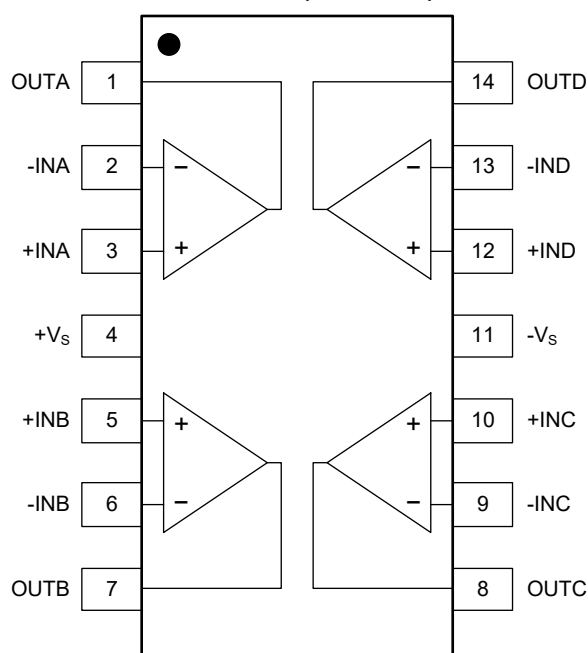 OUTA 1 14 OUTD
-INA 2 − − 13 -IND
+INA 3 + + 12 +IND
+VS 4 11 -VS
+INB 5 + + 10 +INC
-INB 6 − − 9 -INC
OUTB 7 8 OUTC